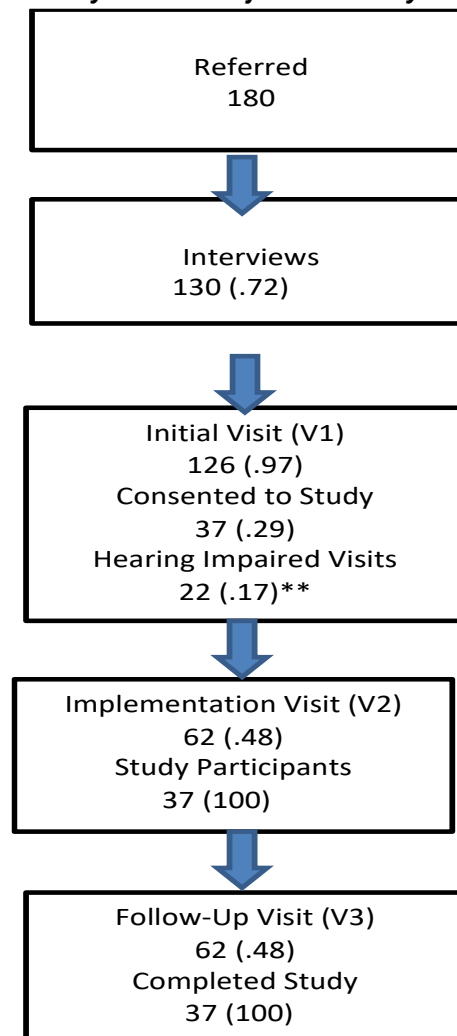 Referred
180
Interviews
130 (.72)
Initial Visit (V1)
126 (.97)
Consented to Study
37 (.29)
Hearing Impaired Visits
22 (.17)**
Implementation Visit (V2)
62 (.48)
Study Participants
37 (100)
Follow-Up Visit (V3)
62 (.48)
Completed Study
37 (100)